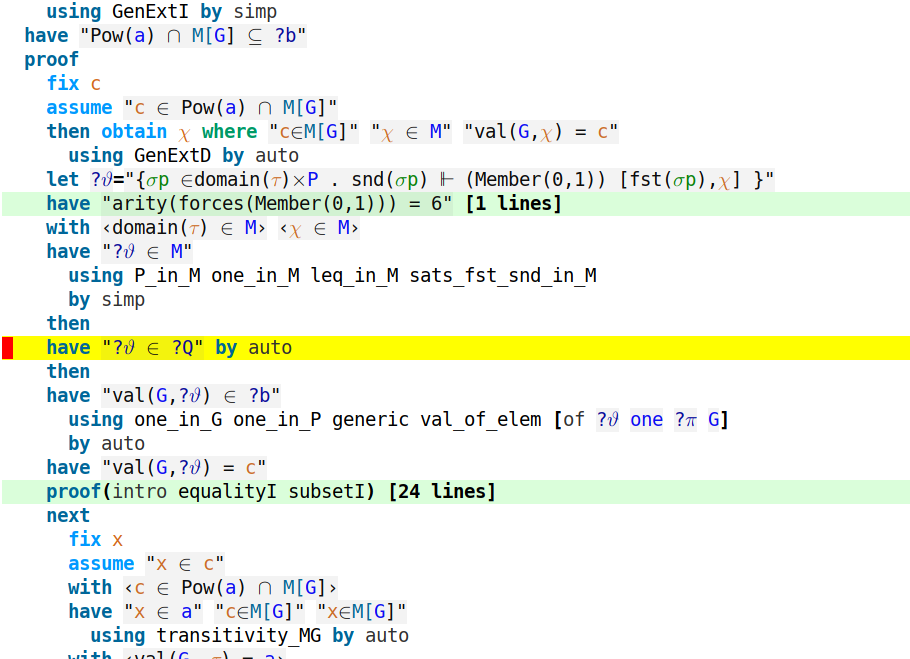 using GenExtI by simp
have "Pow(a) ∩ M[G] ⊆ ?b"
proof
fix c
assume "c ∈ Pow(a) ∩ M[G]"
then obtain χ where "c∈M[G]" "χ ∈ M" "val(G,χ) = c"
using GenExtD by auto
let ?ϑ="{σp ∈domain(τ)×P . snd(σp) ⊩ (Member(0,1)) [fst(σp),χ] }"
have "arity(forces(Member(0,1))) = 6" [1 lines]
with ‹domain(τ) ∈ M› ‹χ ∈ M›
have "?ϑ ∈ M"
using P_in_M one_in_M leq_in_M sats_fst_snd_in_M
by simp
then
have "?ϑ ∈ ?Q" by auto
then
have "val(G,?ϑ) ∈ ?b"
using one_in_G one_in_P generic val_of_elem [of ?ϑ one ?π G]
by auto
have "val(G,?ϑ) = c"
proof(intro equalityI subsetI) [24 lines]
next
fix x
assume "x ∈ c"
with ‹c ∈ Pow(a) ∩ M[G]›
have "x ∈ a" "c∈M[G]" "x∈M[G]"
using transitivity_MG by auto
with ‹val(G, τ) = a›